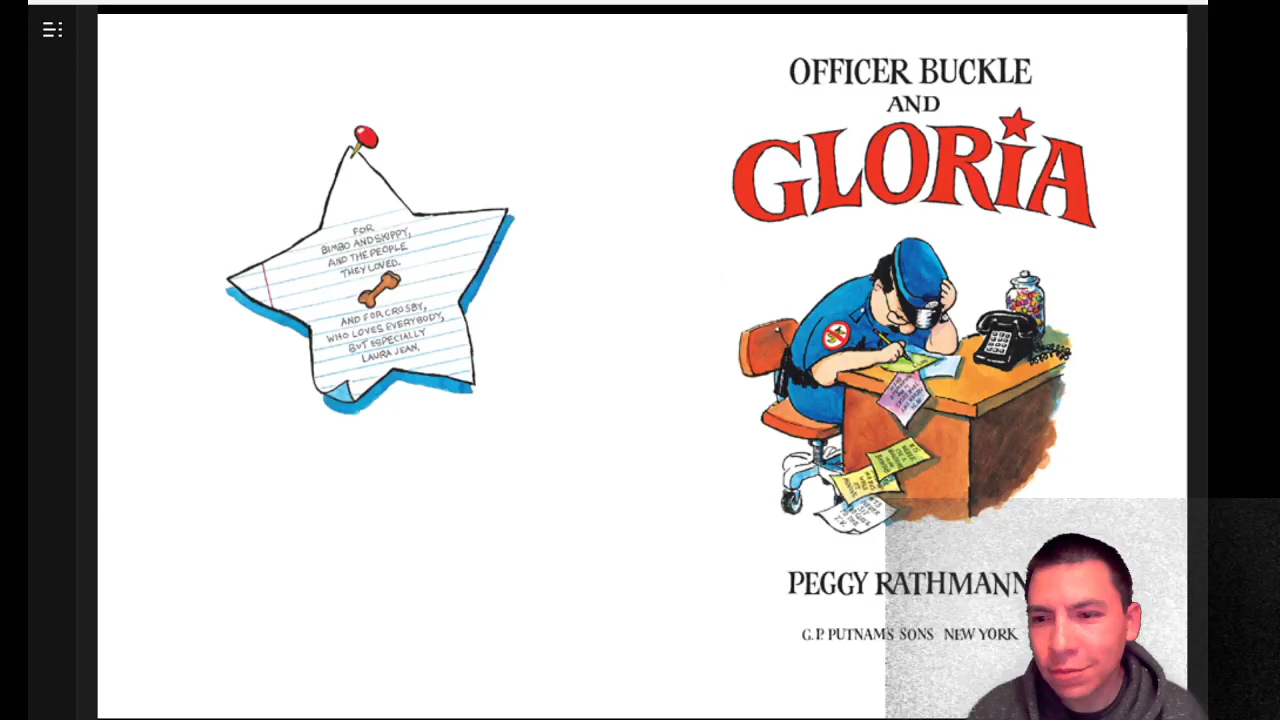 FOR
BIMBO AND SKIPPY,
AND THE PEOPLE
THEY LOVED.
AND FOR CROSBY,
WHO LOVES EVERYBODY,
BUT ESPECIALLY
LAURA JEAN.
OFFICER BUCKLE
AND
GLORIA
PEGGY RATHMANN
G. P. PUTNAM'S SONS NEW YORK